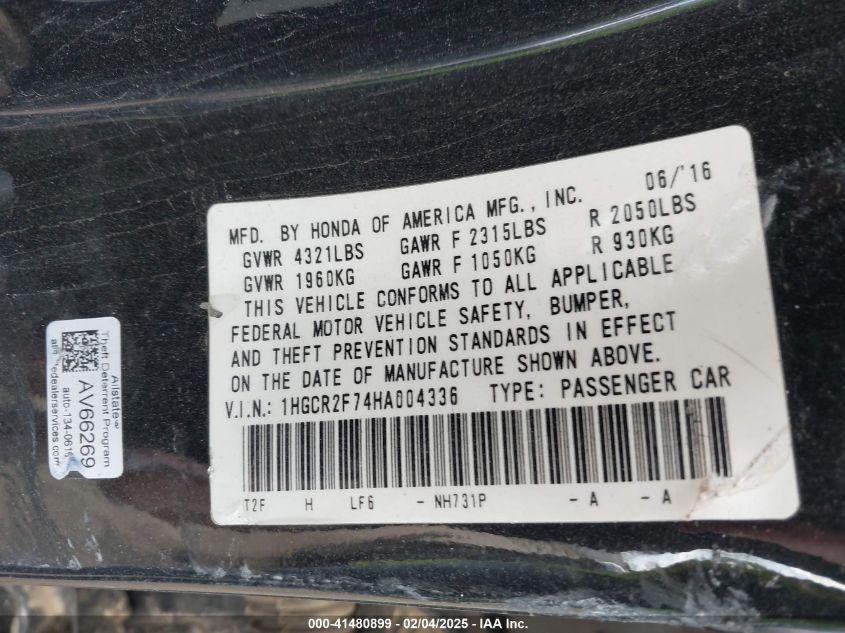 MFD. BY HONDA OF AMERICA MFG., INC. 06/'16
GVWR 4321LBS GAWR F 2315LBS R 2050LBS
GVWR 1960KG GAWR F 1050KG R 930KG
THIS VEHICLE CONFORMS TO ALL APPLICABLE
FEDERAL MOTOR VEHICLE SAFETY, BUMPER,
AND THEFT PREVENTION STANDARDS IN EFFECT
ON THE DATE OF MANUFACTURE SHOWN ABOVE.
V.I.N.: 1HGCR2F74HA004336 TYPE: PASSENGER CAR
T2F H LF6 - NH731P - A - A
Allstate
Theft Deterrent Program
AV66269
auto-134-0615
000-41480899 - 02/04/2025 - IAA Inc.